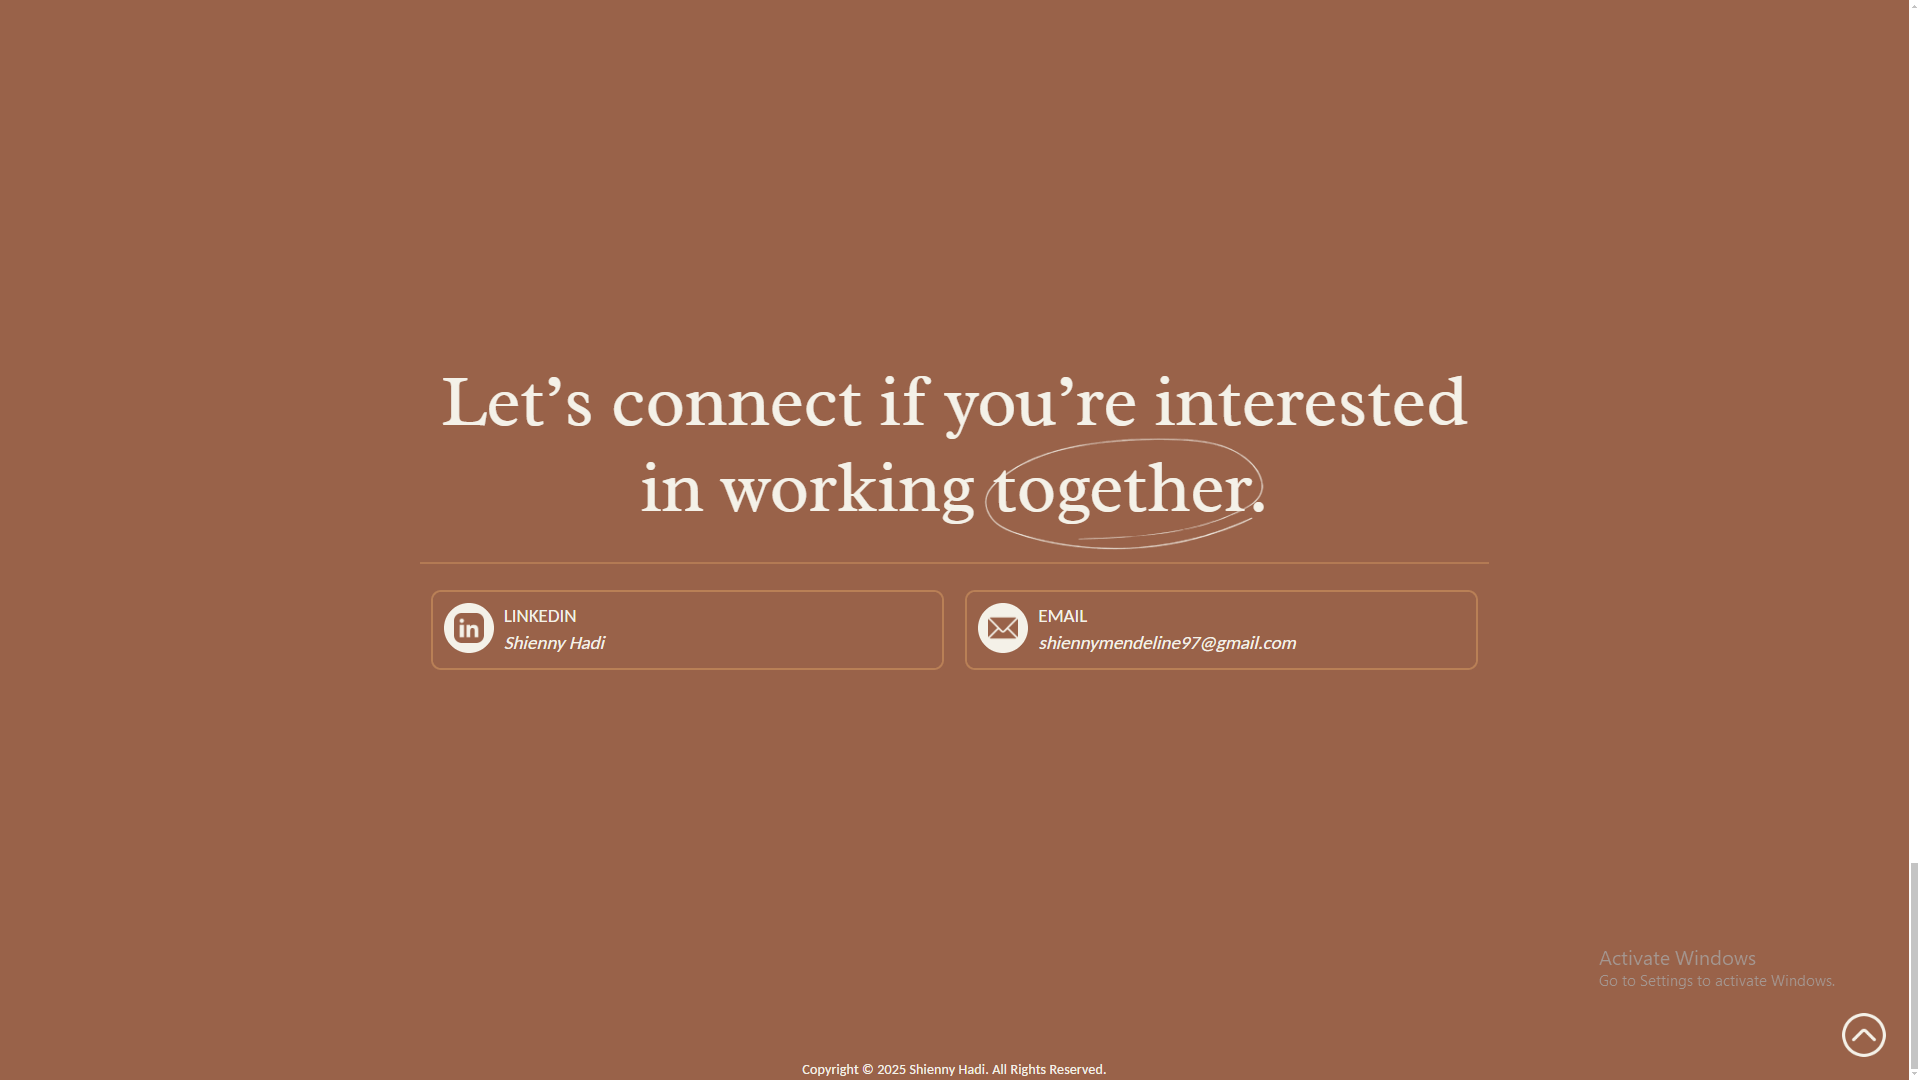 Let’s connect if you’re interested
in working together.
LINKEDIN
Shienny Hadi
EMAIL
shiennymendeline97@gmail.com
Activate Windows
Go to Settings to activate Windows.
Copyright © 2025 Shienny Hadi. All Rights Reserved.